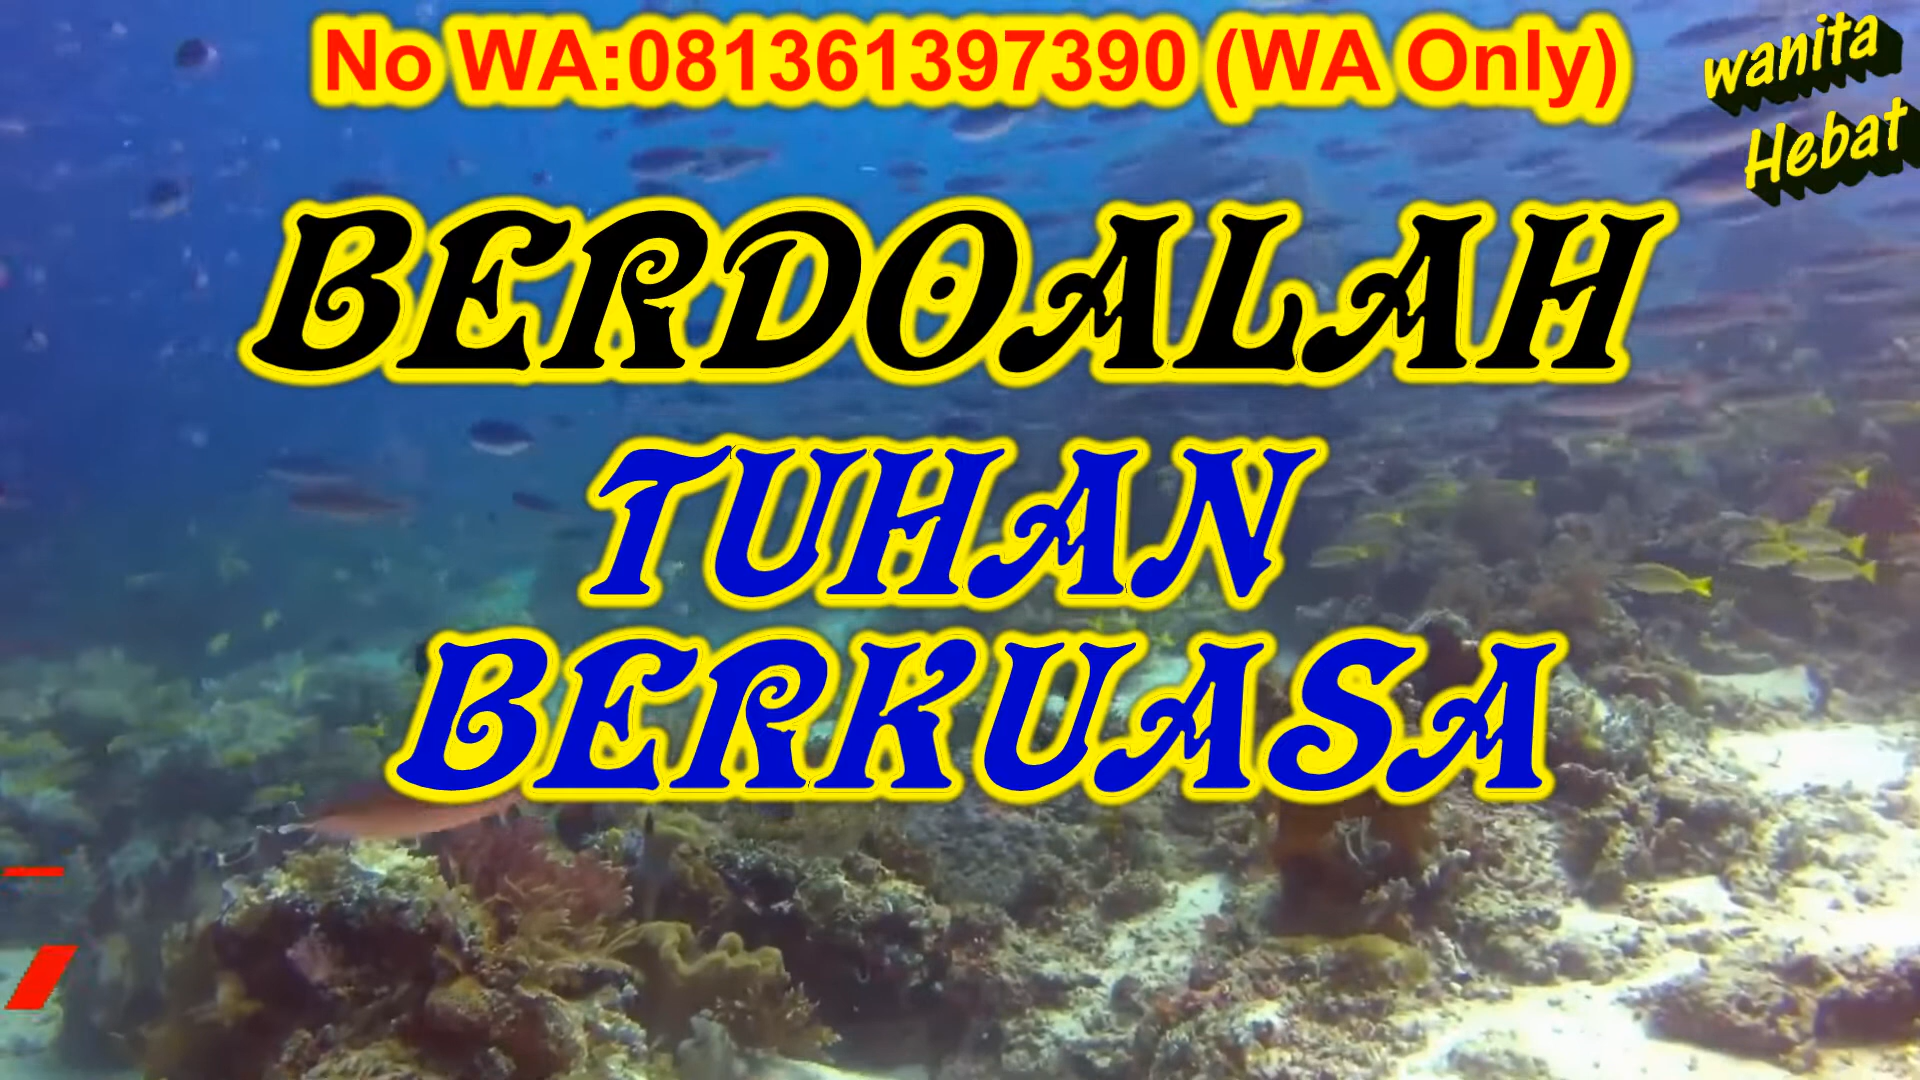 No WA:081361397390 (WA Only)
wanita
Hebat
BERDOALAH
TUHAN
BERKUASA